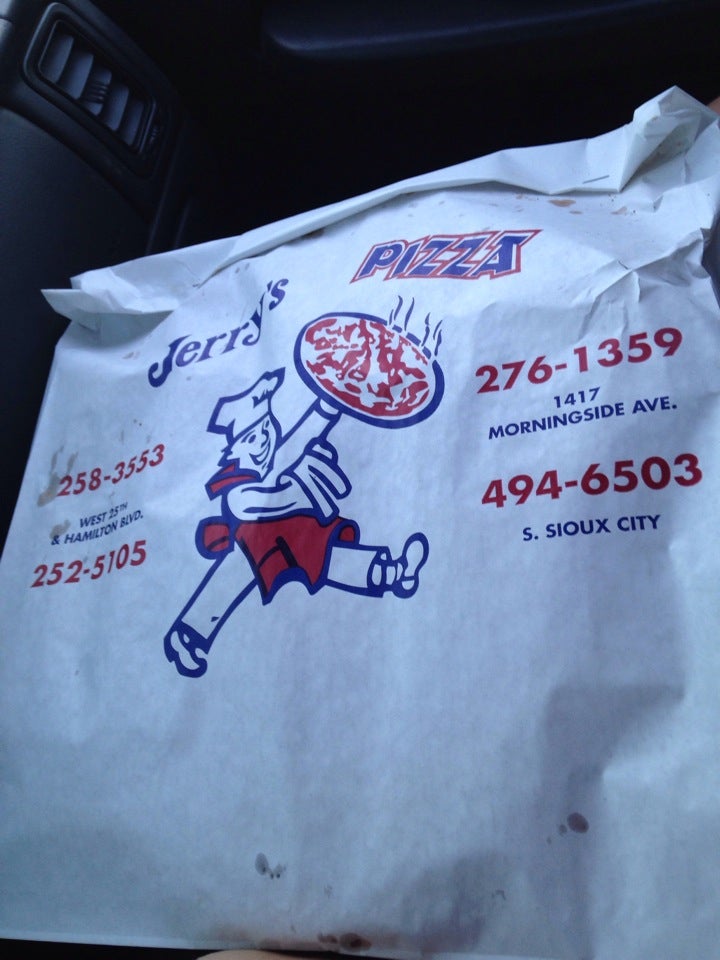 Jerry's
PIZZA
258-3553
WEST 25TH
& HAMILTON BLVD.
252-5105
276-1359
1417
MORNINGSIDE AVE.
494-6503
S. SIOUX CITY